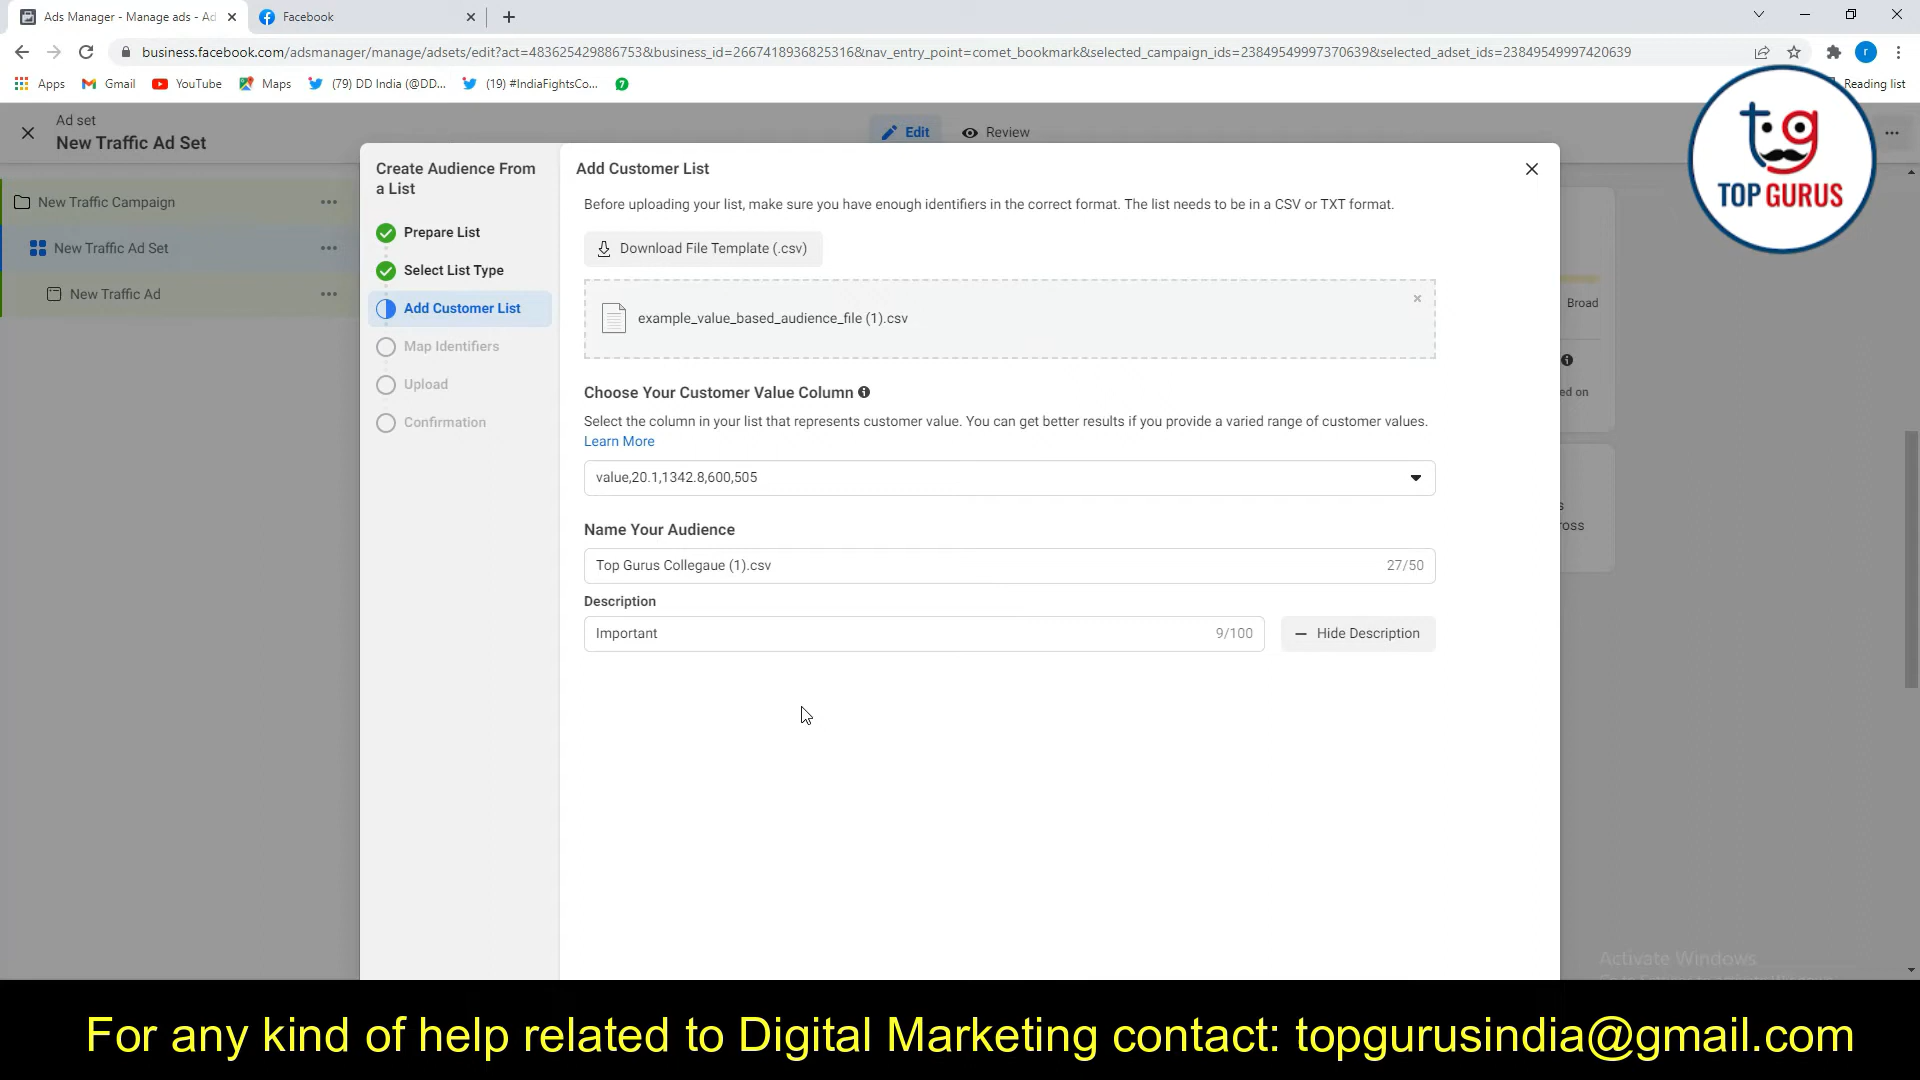 Ads Manager - Manage ads - Ad
Facebook
business.facebook.com/adsmanager/manage/adsets/edit?act=483625429886753&business_id=2667418936825316&nav_entry_point=comet_bookmark&selected_campaign_ids=23849549997370639&selected_adset_ids=23849549997420639
r
Apps
Gmail
YouTube
Maps
(79) DD India (@DD...
(19) #IndiaFightsCo...
Reading list
Ad set
New Traffic Ad Set
Edit
Review
tg
TOP GURUS
New Traffic Campaign
New Traffic Ad Set
New Traffic Ad
Create Audience From
a List
Prepare List
Select List Type
Add Customer List
Map Identifiers
Upload
Confirmation
Add Customer List
Before uploading your list, make sure you have enough identifiers in the correct format. The list needs to be in a CSV or TXT format.
Download File Template (.csv)
example_value_based_audience_file (1).csv
Choose Your Customer Value Column
Select the column in your list that represents customer value. You can get better results if you provide a varied range of customer values.
Learn More
value,20.1,1342.8,600,505
Name Your Audience
Top Gurus Collegaue (1).csv
27/50
Description
Important
9/100
Hide Description
Broad
ed on
s
ross
Activate Windows
For any kind of help related to Digital Marketing contact: topgurusindia@gmail.com